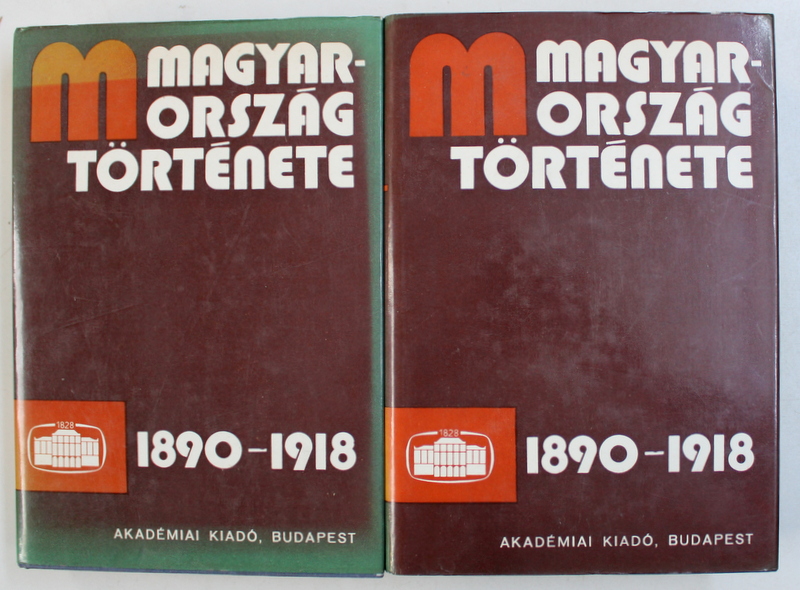 M MAGYAR-
ORSZÁG
TÖRTÉNETE
1828
1890–1918
AKADÉMIAI KIADÓ, BUDAPEST
M MAGYAR-
ORSZÁG
TÖRTÉNETE
1828
1890–1918
AKADÉMIAI KIADÓ, BUDAPEST